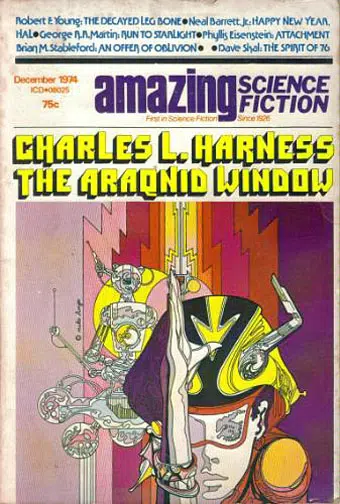 Robert F. Young: THE DECAYED LEG BONE • Neal Barrett, Jr.: HAPPY NEW YEAR,
HAL • George R.R. Martin: RUN TO STARLIGHT • Phyllis Eisenstein: ATTACHMENT
Brian M. Stableford: AN OFFER OF OBLIVION • • Dave Skal: THE SPIRIT OF 76
December 1974
ICD•08025
75c
amazing SCIENCE
FICTION
First in Science Fiction Since 1926
CHARLES L. HARNESS
THE ARAQNID WINDOW